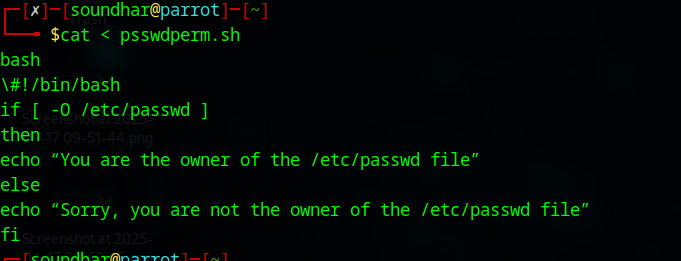 ┌─[✗]─[soundhar@parrot]─[~]
└──╼ $cat < psswdperm.sh
bash
\#!/bin/bash
if [ -O /etc/passwd ]
then
echo “You are the owner of the /etc/passwd file”
else
echo “Sorry, you are not the owner of the /etc/passwd file”
fi
┌─[soundhar@parrot]─[~]
Trash
Screenshot at 2025-
-17 09-51-44.png
Screenshot at 2025-